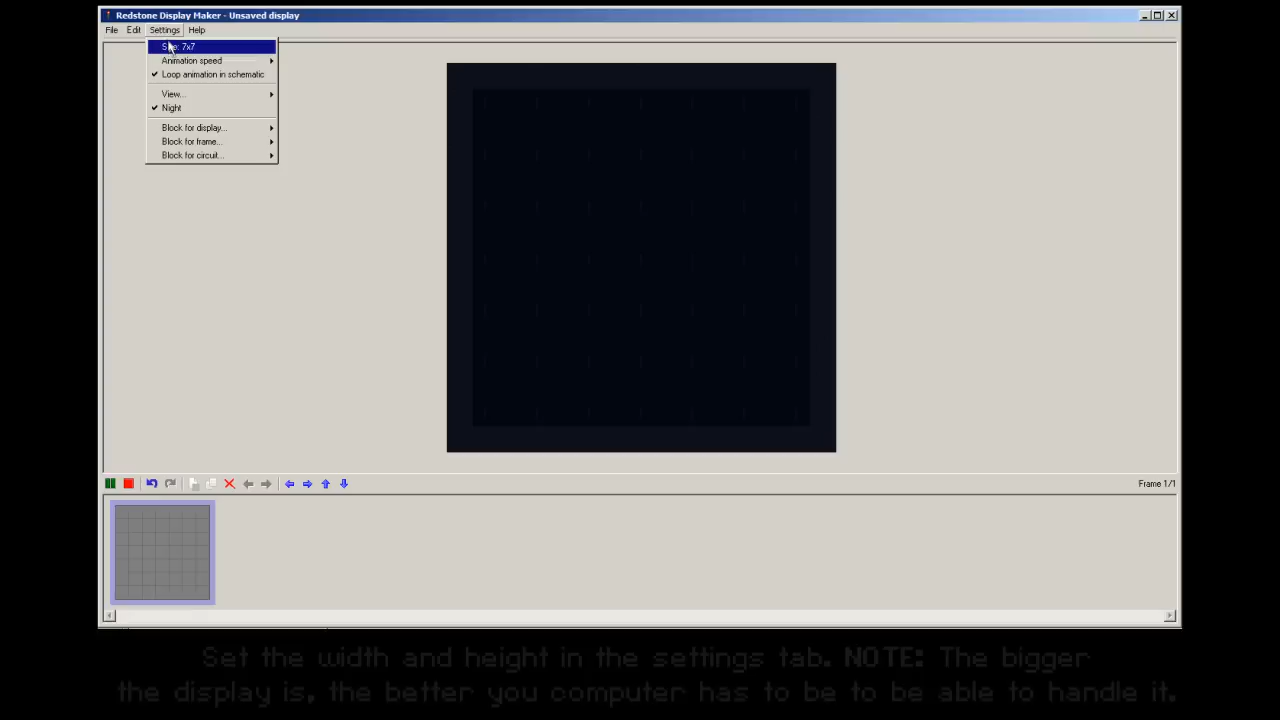 Redstone Display Maker - Unsaved display
File Edit Settings Help
Size: 7x7
Animation speed
Loop animation in schematic
View...
Night
Block for display...
Block for frame...
Block for circuit...
Frame 1/1
Set the width and height in the settings tab. NOTE: The bigger
the display is, the better you computer has to be to be able to handle it.